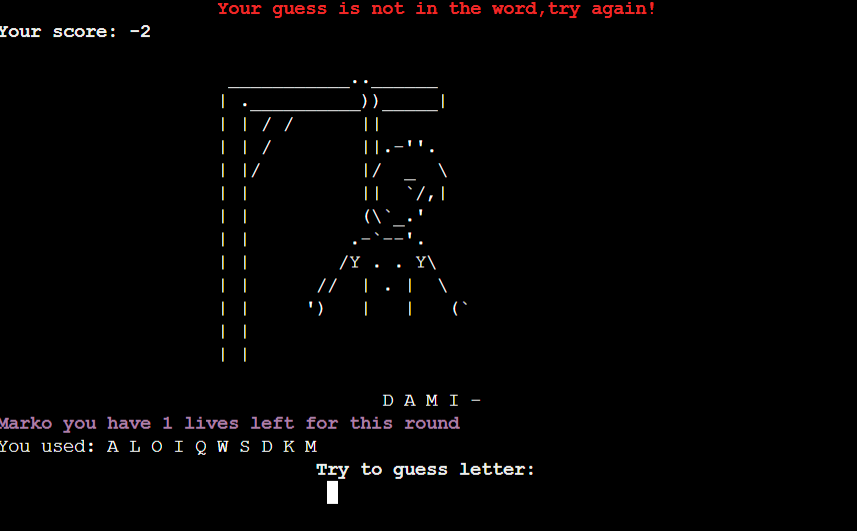 Your guess is not in the word,try again!
Your score: -2
D A M I -
Marko you have 1 lives left for this round
You used: A L O I Q W S D K M
Try to guess letter: